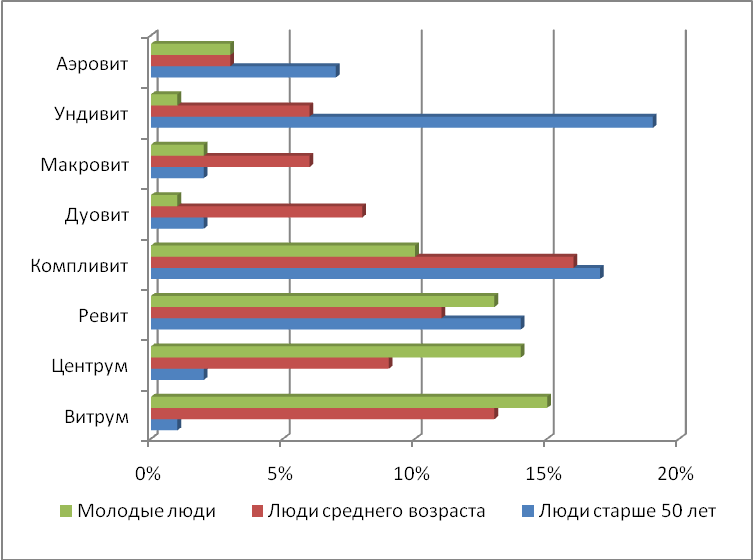 Аэровит
Ундивит
Макровит
Дуовит
Компливит
Ревит
Центрум
Витрум
0% 5% 10% 15% 20%
Молодые люди Люди среднего возраста Люди старше 50 лет